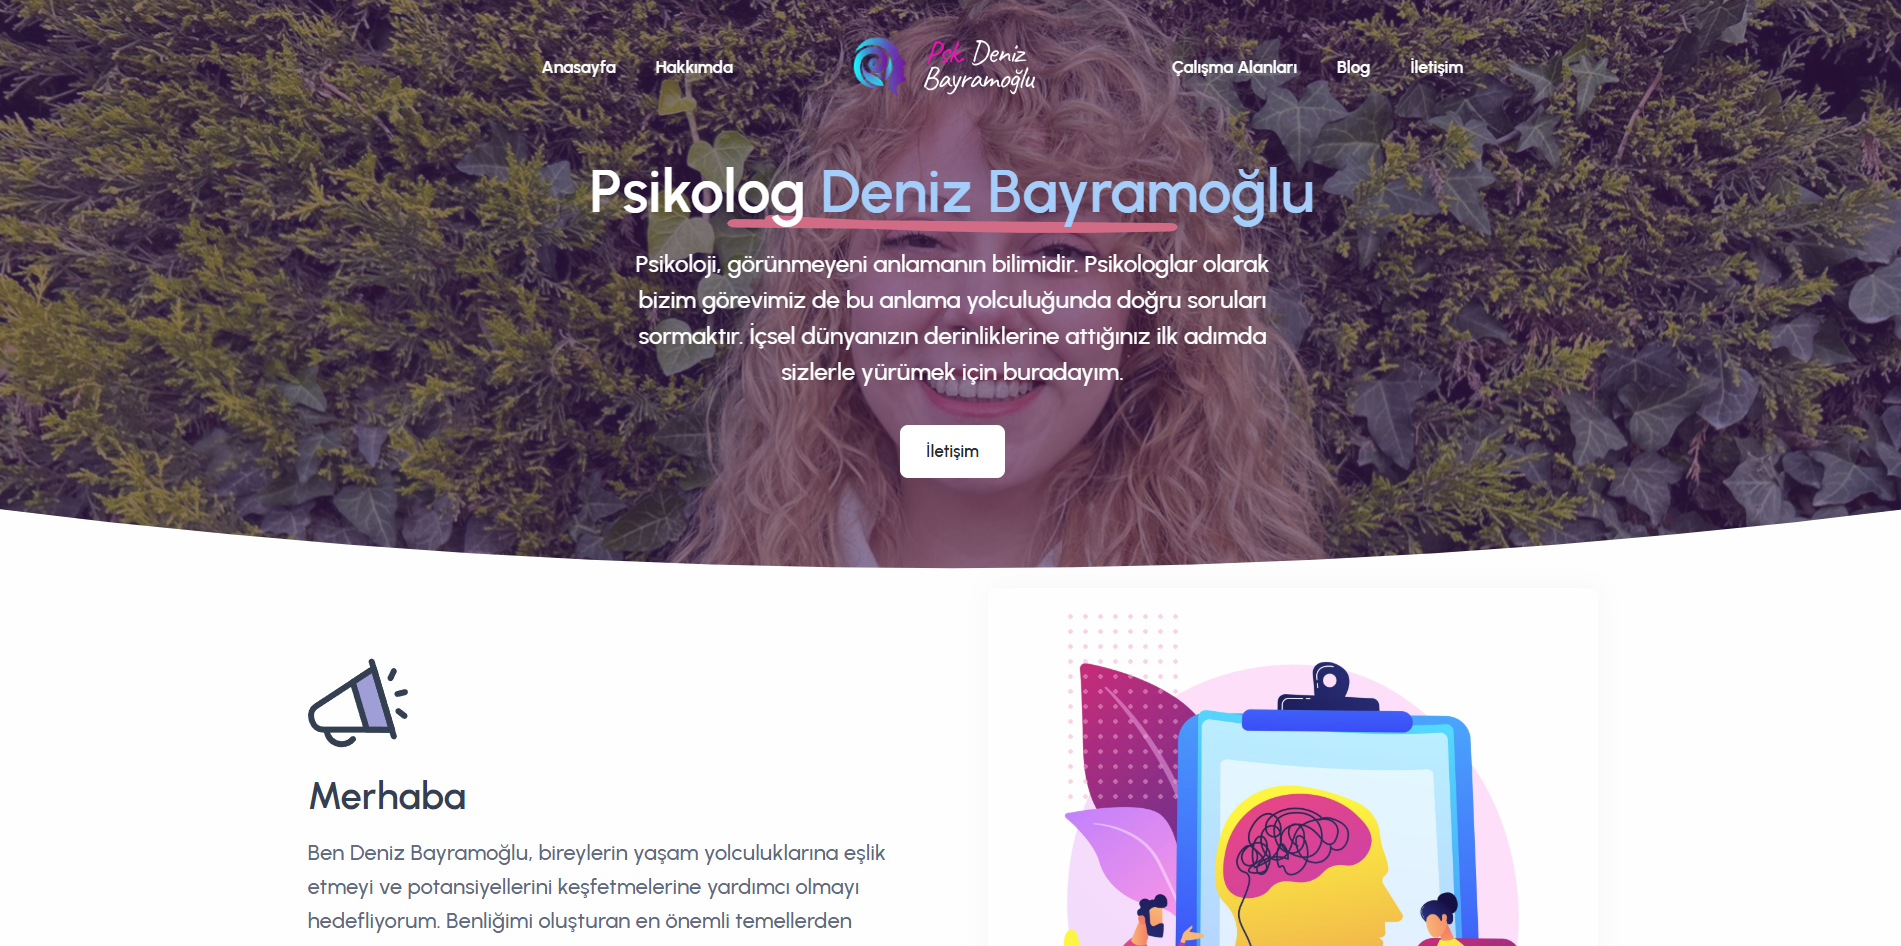 Anasayfa
Hakkımda
Psk. Deniz
Bayramoğlu
Çalışma Alanları
Blog
İletişim
Psikolog Deniz Bayramoğlu
Psikoloji, görünmeyeni anlamanın bilimidir. Psikologlar olarak
bizim görevimiz de bu anlama yolculuğunda doğru soruları
sormaktır. İçsel dünyanızın derinliklerine attığınız ilk adımda
sizlerle yürümek için buradayım.
İletişim
Merhaba
Ben Deniz Bayramoğlu, bireylerin yaşam yolculuklarına eşlik
etmeyi ve potansiyellerini keşfetmelerine yardımcı olmayı
hedefliyorum. Benliğimi oluşturan en önemli temellerden